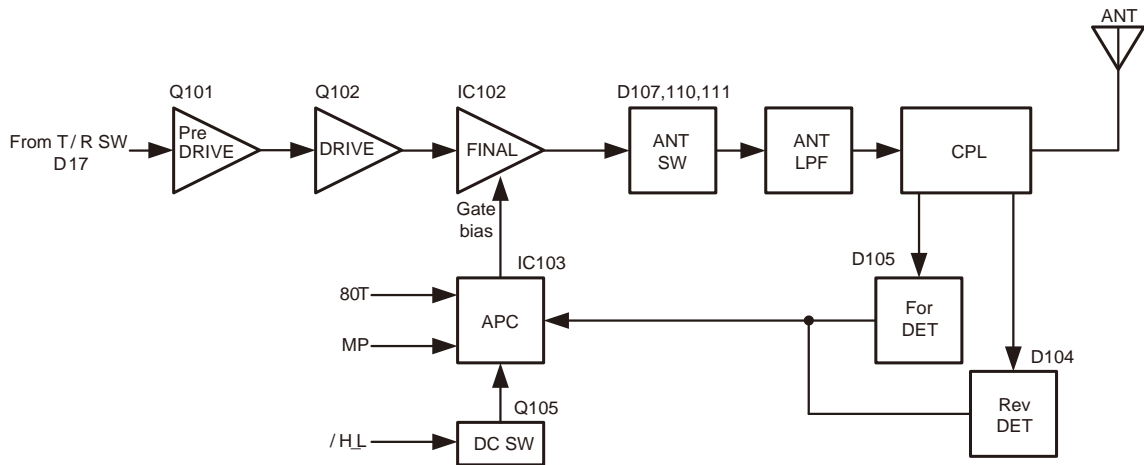 ANT
Q101
Q102
IC102
D107,110,111
From T / R SW
D17
Pre
DRIVE
DRIVE
FINAL
ANT
SW
ANT
LPF
CPL
Gate
bias
IC103
D105
80T
MP
APC
For
DET
D104
Q105
/ H_L
DC SW
Rev
DET